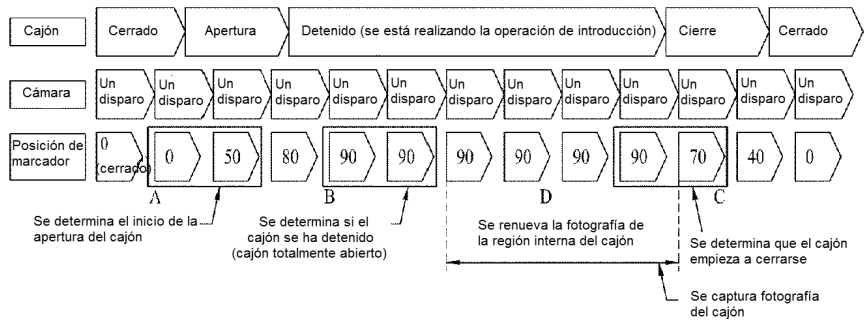 Cajón
Cerrado
Apertura
Detenido (se está realizando la operación de introducción)
Cierre
Cerrado
Cámara
Un
disparo
Un
disparo
Un
disparo
Un
disparo
Un
disparo
Un
disparo
Un
disparo
Un
disparo
Un
disparo
Un
disparo
Un
disparo
Un
disparo
Un
disparo
Posición de
marcador
0
(cerrado)
0
50
80
90
90
90
90
90
90
70
40
0
A
B
D
C
Se determina el inicio de la
apertura del cajón
Se determina si el
cajón se ha detenido
(cajón totalmente abierto)
Se renueva la fotografía de
la región interna del cajón
Se determina que el cajón
empieza a cerrarse
Se captura fotografía
del cajón